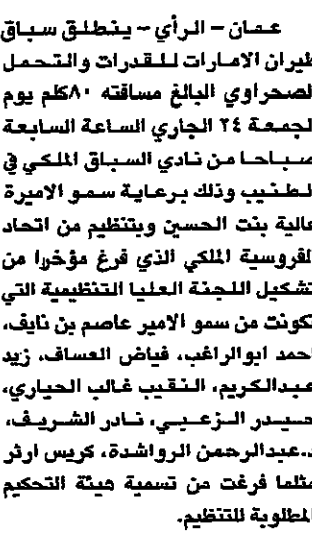 عمان - الرأي - ينطلق سباق
طيران الامارات للقدرات والتحمل
الصحراوي البالغ مسافته ٨٠كلم يوم
الجمعة ٢٤ الجاري الساعة السابعة
صباحا من نادي السباق الملكي في
الطنيب وذلك برعاية سمو الاميرة
عالية بنت الحسين وبتنظيم من اتحاد
الفروسية الملكي الذي فرغ مؤخرا من
تشكيل اللجنة العليا التنظيمية التي
تكونت من سمو الامير عاصم بن نايف،
احمد ابوالراغب، فياض العساف، زيد
عبدالكريم، النقيب غالب الحياري،
حيدر الزعبي، نادر الشريف،
د.عبدالرحمن الرواشدة، كريس ارثر
مثلما فرغت من تسمية هيئة التحكيم
المطلوبة للتنظيم.